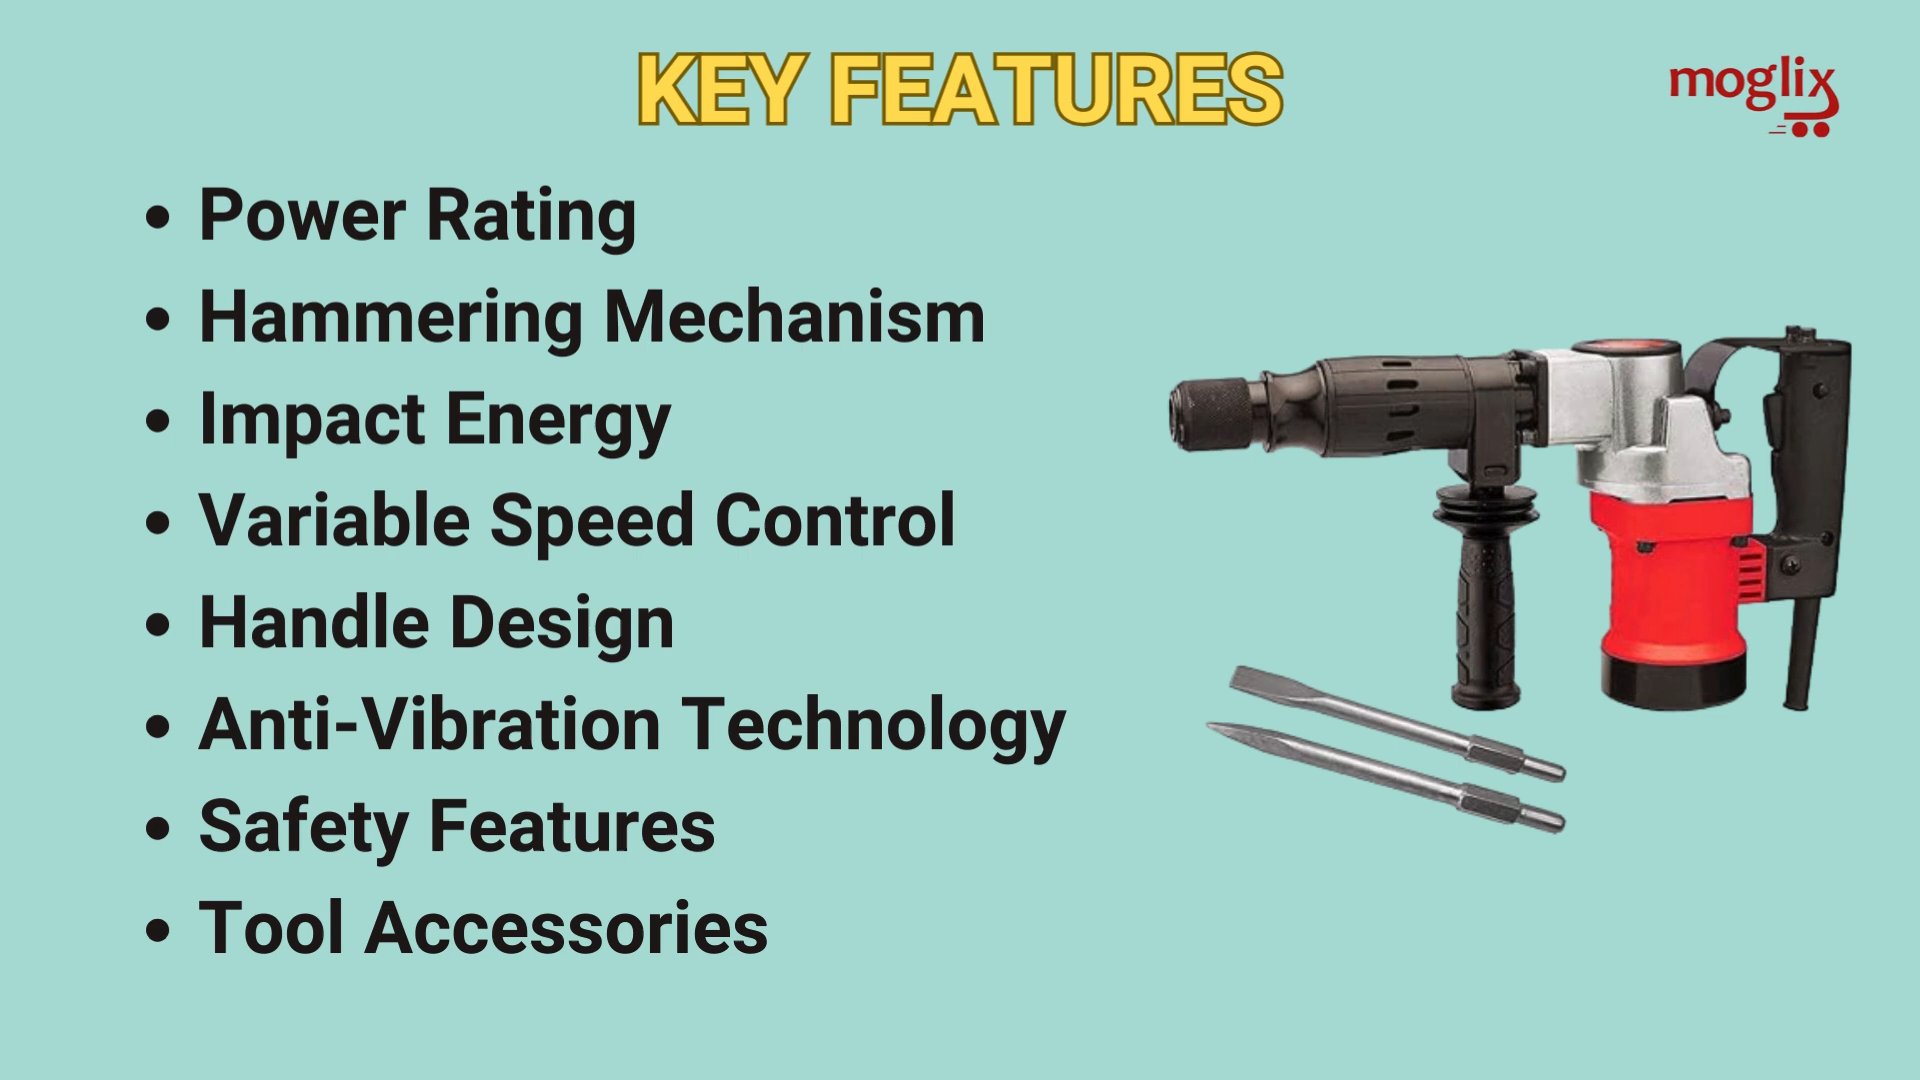 KEY FEATURES
moglix
• Power Rating
• Hammering Mechanism
• Impact Energy
• Variable Speed Control
• Handle Design
• Anti-Vibration Technology
• Safety Features
• Tool Accessories